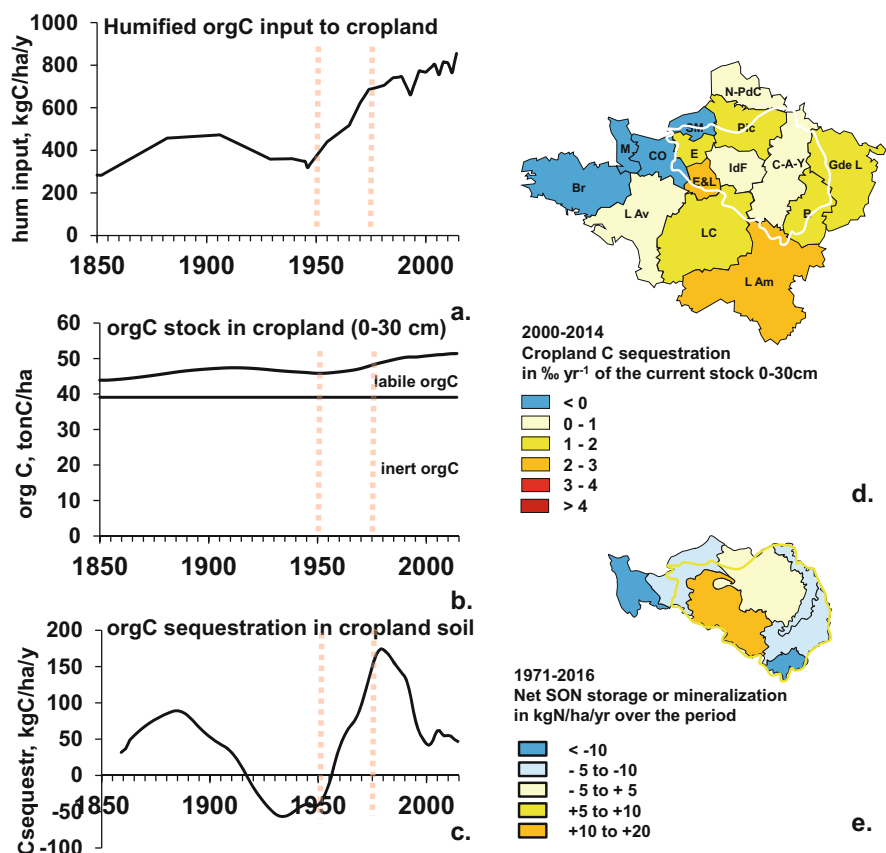 Humified orgC input to cropland
hum input, kgC/ha/y
1000
800
600
400
200
0
1850
1900
1950
2000
a.
orgC stock in cropland (0-30 cm)
org C, tonC/ha
60
50
40
30
20
10
0
labile orgC
inert orgC
1850
1900
1950
2000
b.
orgC sequestration in cropland soil
Csequestr, kgC/ha/y
200
150
100
50
0
-50
-100
1850
1900
1950
2000
c.
N-PdC
SM
Pic
M
CO
E
IdF
C-A-Y
Gde L
Br
E&L
L Av
LC
P
L Am
2000-2014
Cropland C sequestration
in ‰ yr-1 of the current stock 0-30cm
< 0
0 - 1
1 - 2
2 - 3
3 - 4
> 4
d.
1971-2016
Net SON storage or mineralization
in kgN/ha/yr over the period
< -10
- 5 to -10
- 5 to + 5
+5 to +10
+10 to +20
e.